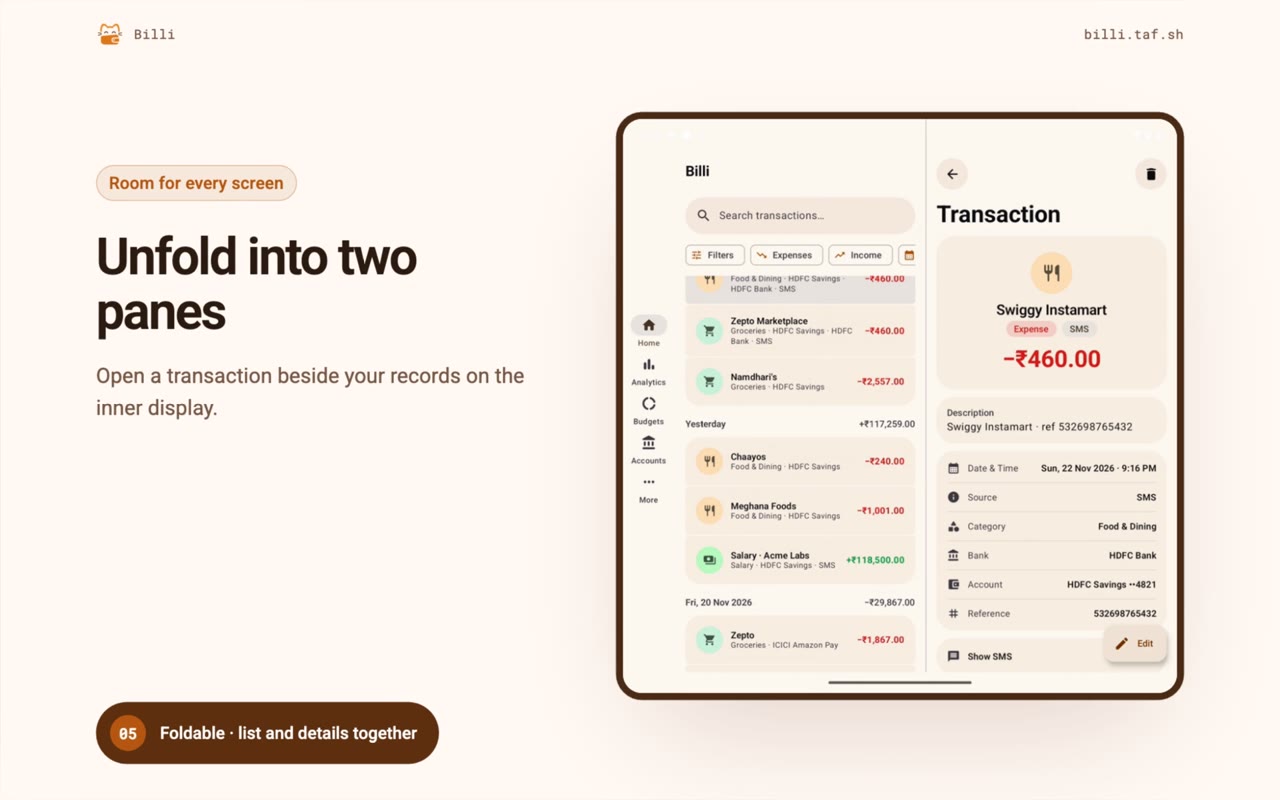 Billi
billi.taf.sh
Room for every screen
Unfold into two
panes
Open a transaction beside your records on the
inner display.
05 Foldable · list and details together
Home
Analytics
Budgets
Accounts
More
Billi
Search transactions…
Filters
Expenses
Income
Food & Dining · HDFC Savings ·
HDFC Bank · SMS
−₹460.00
Zepto Marketplace
Groceries · HDFC Savings · HDFC
Bank · SMS
−₹460.00
Namdhari's
Groceries · HDFC Savings
−₹2,557.00
Yesterday
+₹117,259.00
Chaayos
Food & Dining · HDFC Savings
−₹240.00
Meghana Foods
Food & Dining · HDFC Savings
−₹1,001.00
Salary · Acme Labs
Salary · HDFC Savings · SMS
+₹118,500.00
Fri, 20 Nov 2026
−₹29,867.00
Zepto
Groceries · ICICI Amazon Pay
−₹1,867.00
Transaction
Swiggy Instamart
Expense
SMS
−₹460.00
Description
Swiggy Instamart · ref 532698765432
Date & Time
Sun, 22 Nov 2026 · 9:16 PM
Source
SMS
Category
Food & Dining
Bank
HDFC Bank
Account
HDFC Savings ··4821
Reference
532698765432
Show SMS
Edit